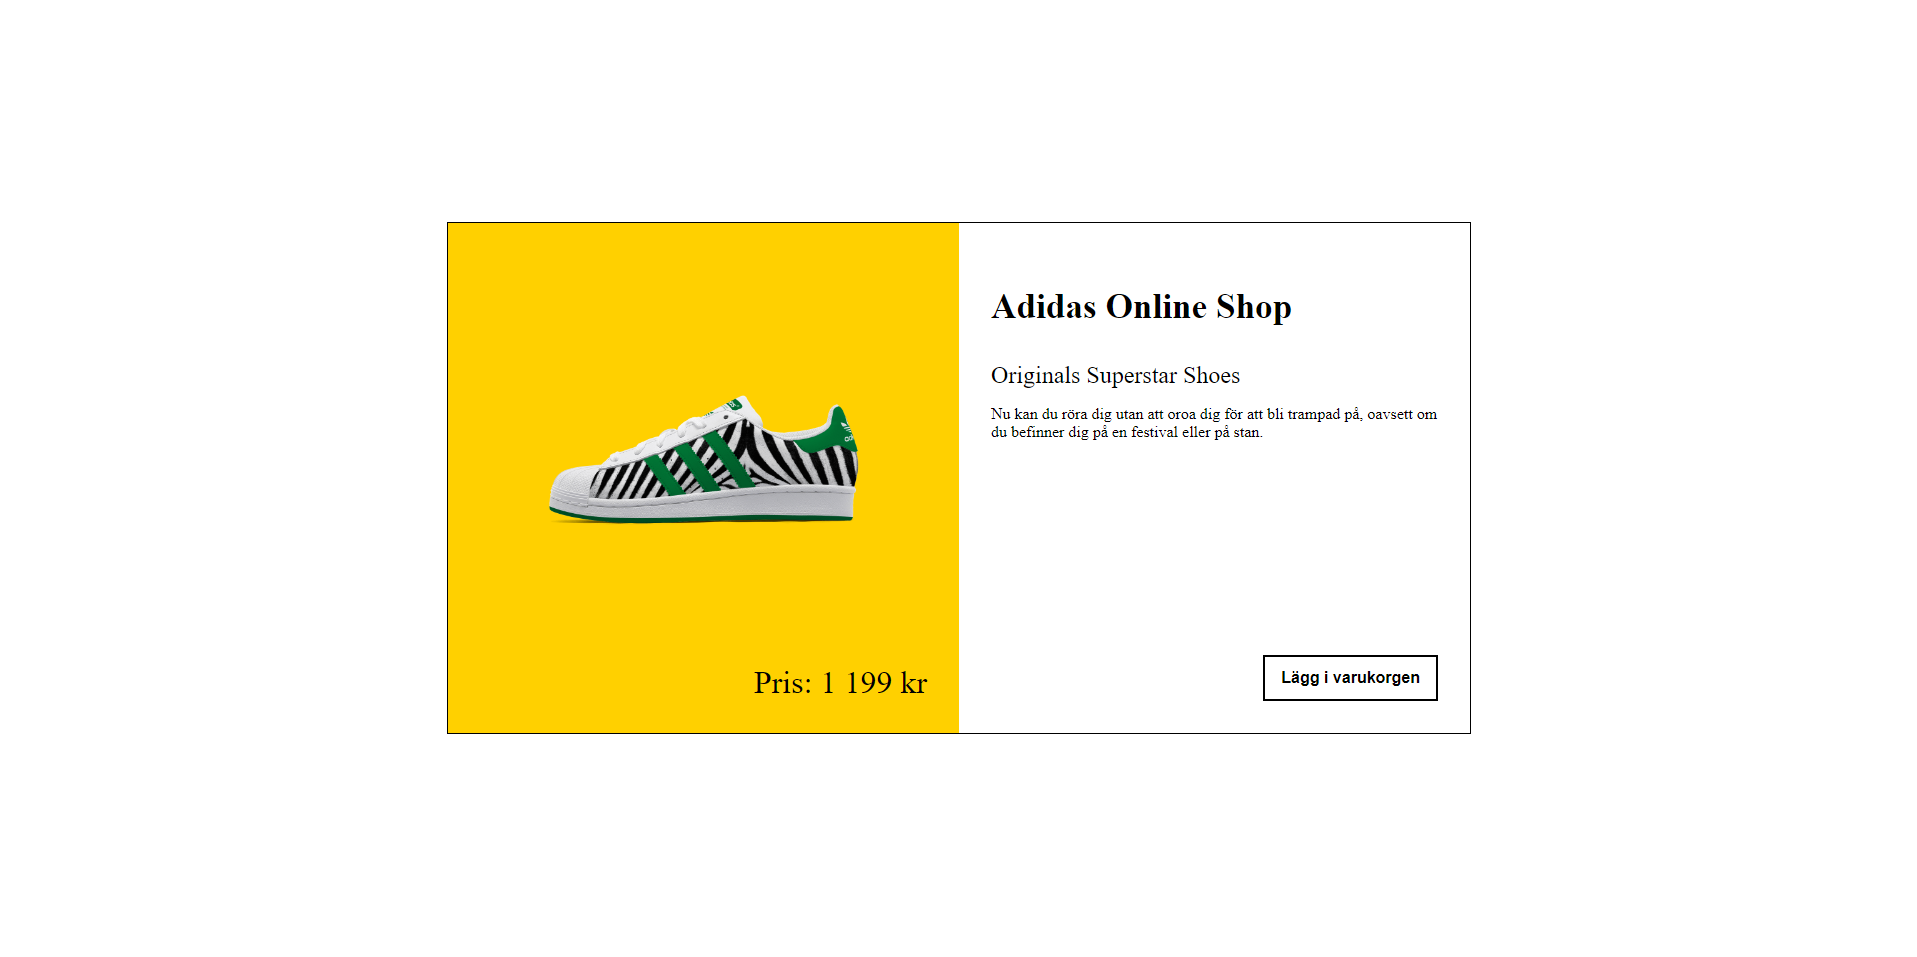 Adidas Online Shop
Originals Superstar Shoes
Nu kan du röra dig utan att oroa dig för att bli trampad på, oavsett om
du befinner dig på en festival eller på stan.
Pris: 1 199 kr
Lägg i varukorgen